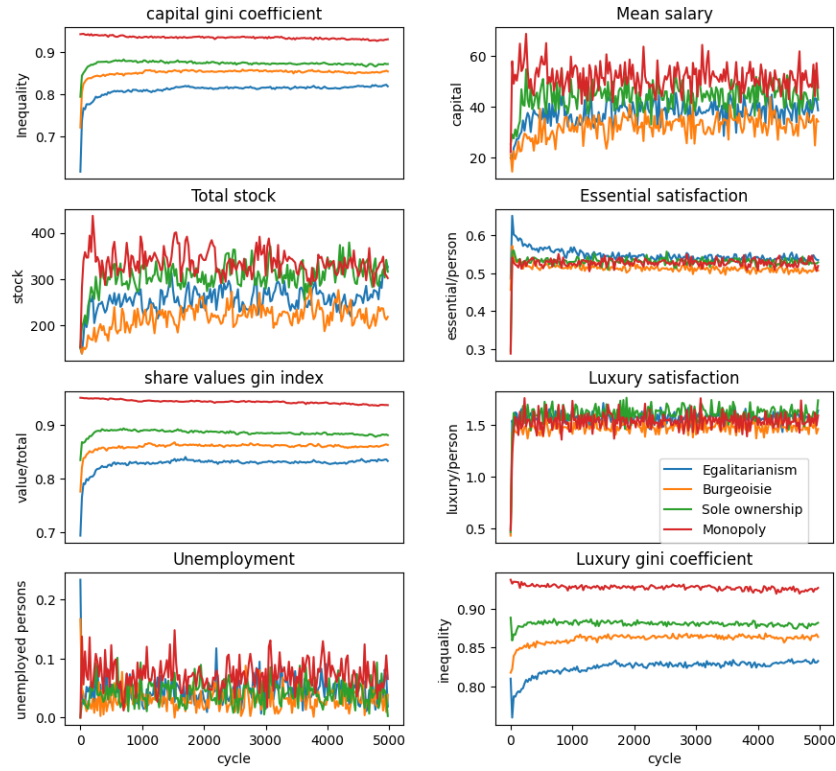 capital gini coefficient
Mean salary
Inequality
0.9
0.8
0.7
capital
60
40
20
Total stock
Essential satisfaction
stock
400
300
200
essential/person
0.6
0.5
0.4
0.3
share values gin index
Luxury satisfaction
value/total
0.9
0.8
0.7
luxury/person
1.5
1.0
0.5
Egalitarianism
Burgeoisie
Sole ownership
Monopoly
Unemployment
Luxury gini coefficient
unemployed persons
0.2
0.1
0.0
inequality
0.90
0.85
0.80
0 1000 2000 3000 4000 5000
0 1000 2000 3000 4000 5000
cycle
cycle